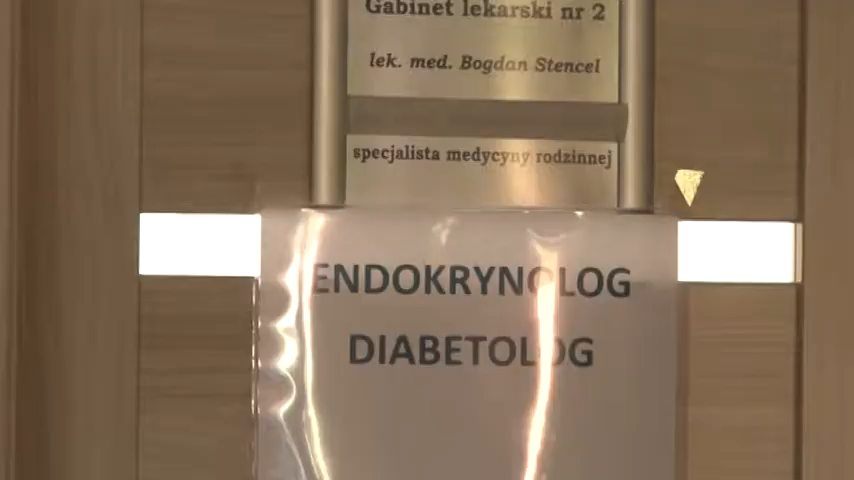 Gabinet lekarski nr 2
lek. med. Bogdan Stencel
specjalista medycyny rodzinnej
ENDOKRYNOLOG
DIABETOLOG